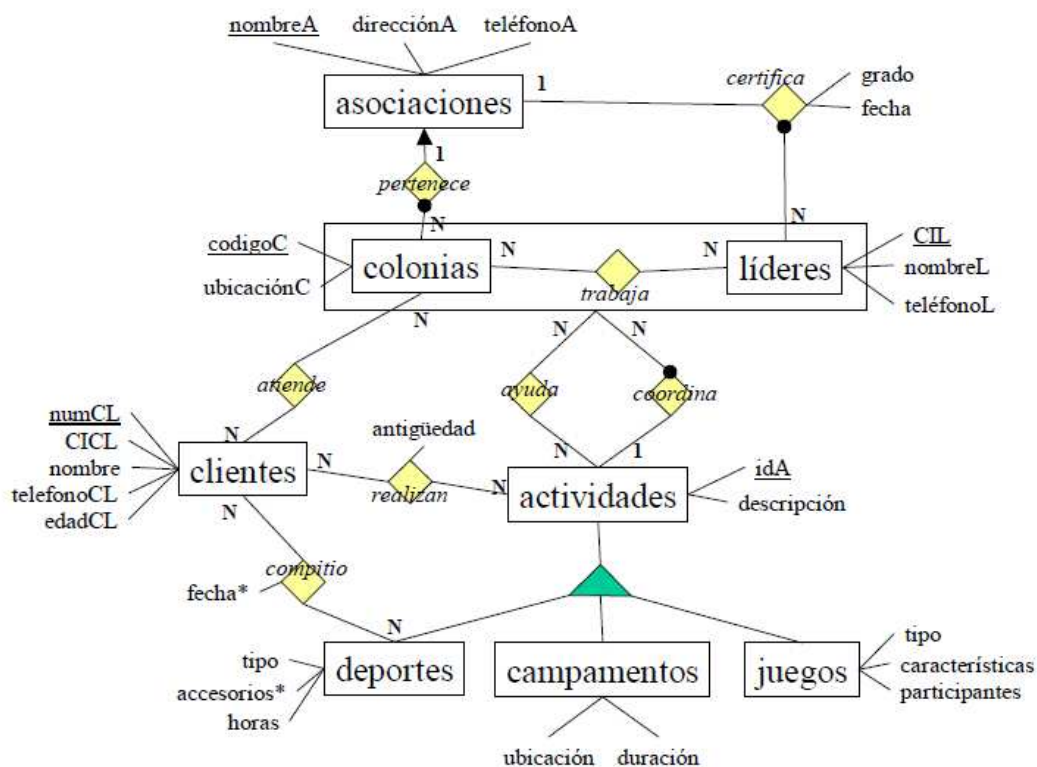 nombreA direcciónA teléfonoA
asociaciones
1
certifica
grado
fecha
1
pertenece
N
N
codigoC
ubicaciónC
colonias
N
N
trabaja
líderes
CIL
nombreL
teléfonoL
N
N
N
atiende
ayuda
coordina
numCL
CICL
nombre
telefonoCL
edadCL
N
clientes
N
antigüedad
realizan
N
N
1
N
actividades
idA
descripción
compitio
fecha*
N
tipo
accesorios*
horas
deportes
campamentos
juegos
tipo
características
participantes
ubicación duración